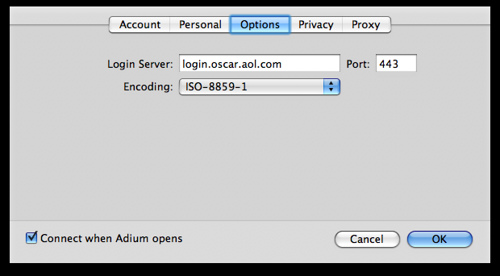 Account Personal Options Privacy Proxy
Login Server: login.oscar.aol.com Port: 443
Encoding: ISO-8859-1
Connect when Adium opens Cancel OK